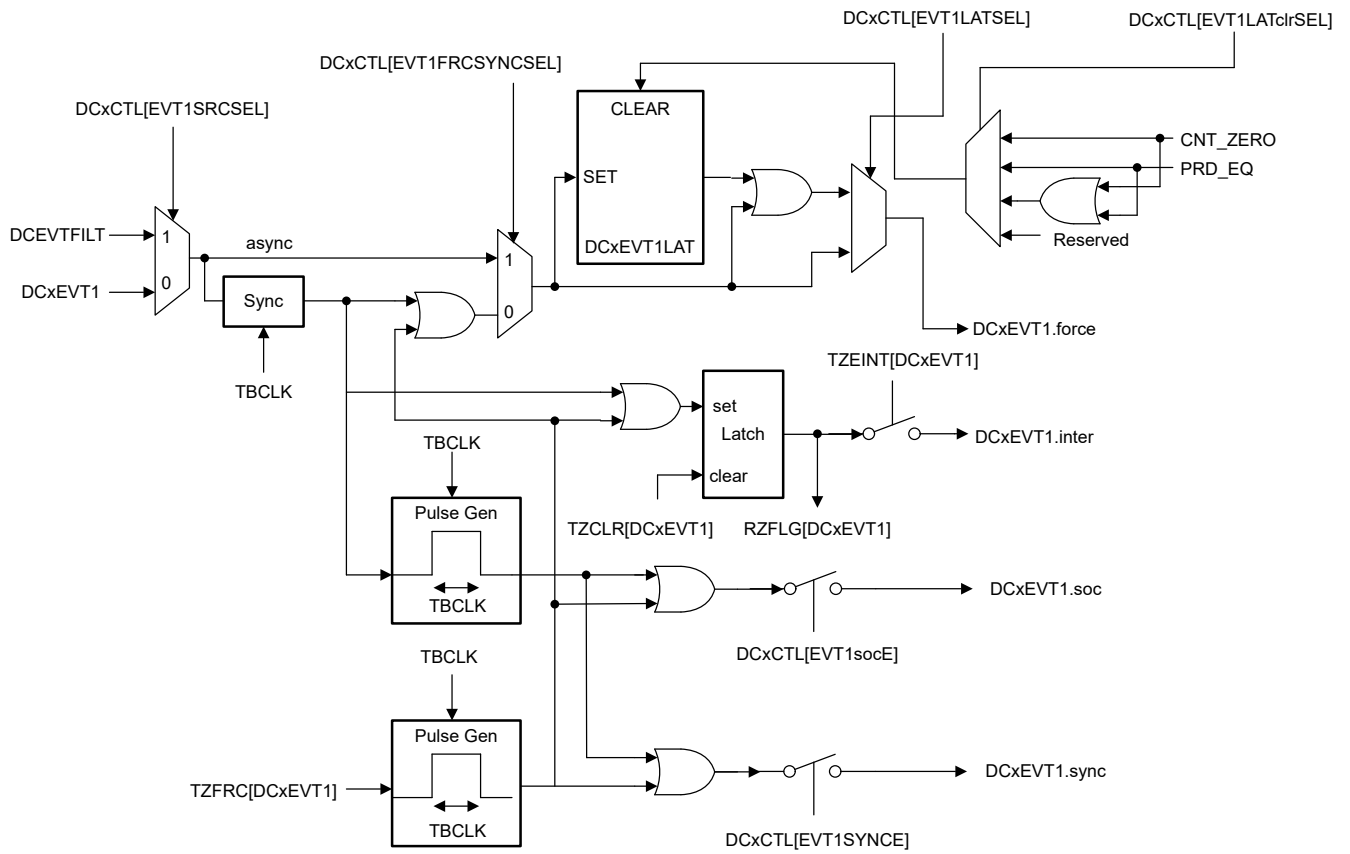 DCxCTL[EVT1LATSEL]
DCxCTL[EVT1LATclrSEL]
DCxCTL[EVT1FRCSYNCSEL]
DCxCTL[EVT1SRCSEL]
CLEAR
SET
DCxEVT1LAT
CNT_ZERO
PRD_EQ
Reserved
DCEVTFILT
1
0
DCxEVT1
async
Sync
TBCLK
1
0
DCxEVT1.force
TZEINT[DCxEVT1]
set
Latch
clear
DCxEVT1.inter
TZCLR[DCxEVT1]
RZFLG[DCxEVT1]
TBCLK
Pulse Gen
TBCLK
DCxEVT1.soc
DCxCTL[EVT1socE]
TBCLK
Pulse Gen
TBCLK
TZFRC[DCxEVT1]
DCxEVT1.sync
DCxCTL[EVT1SYNCE]